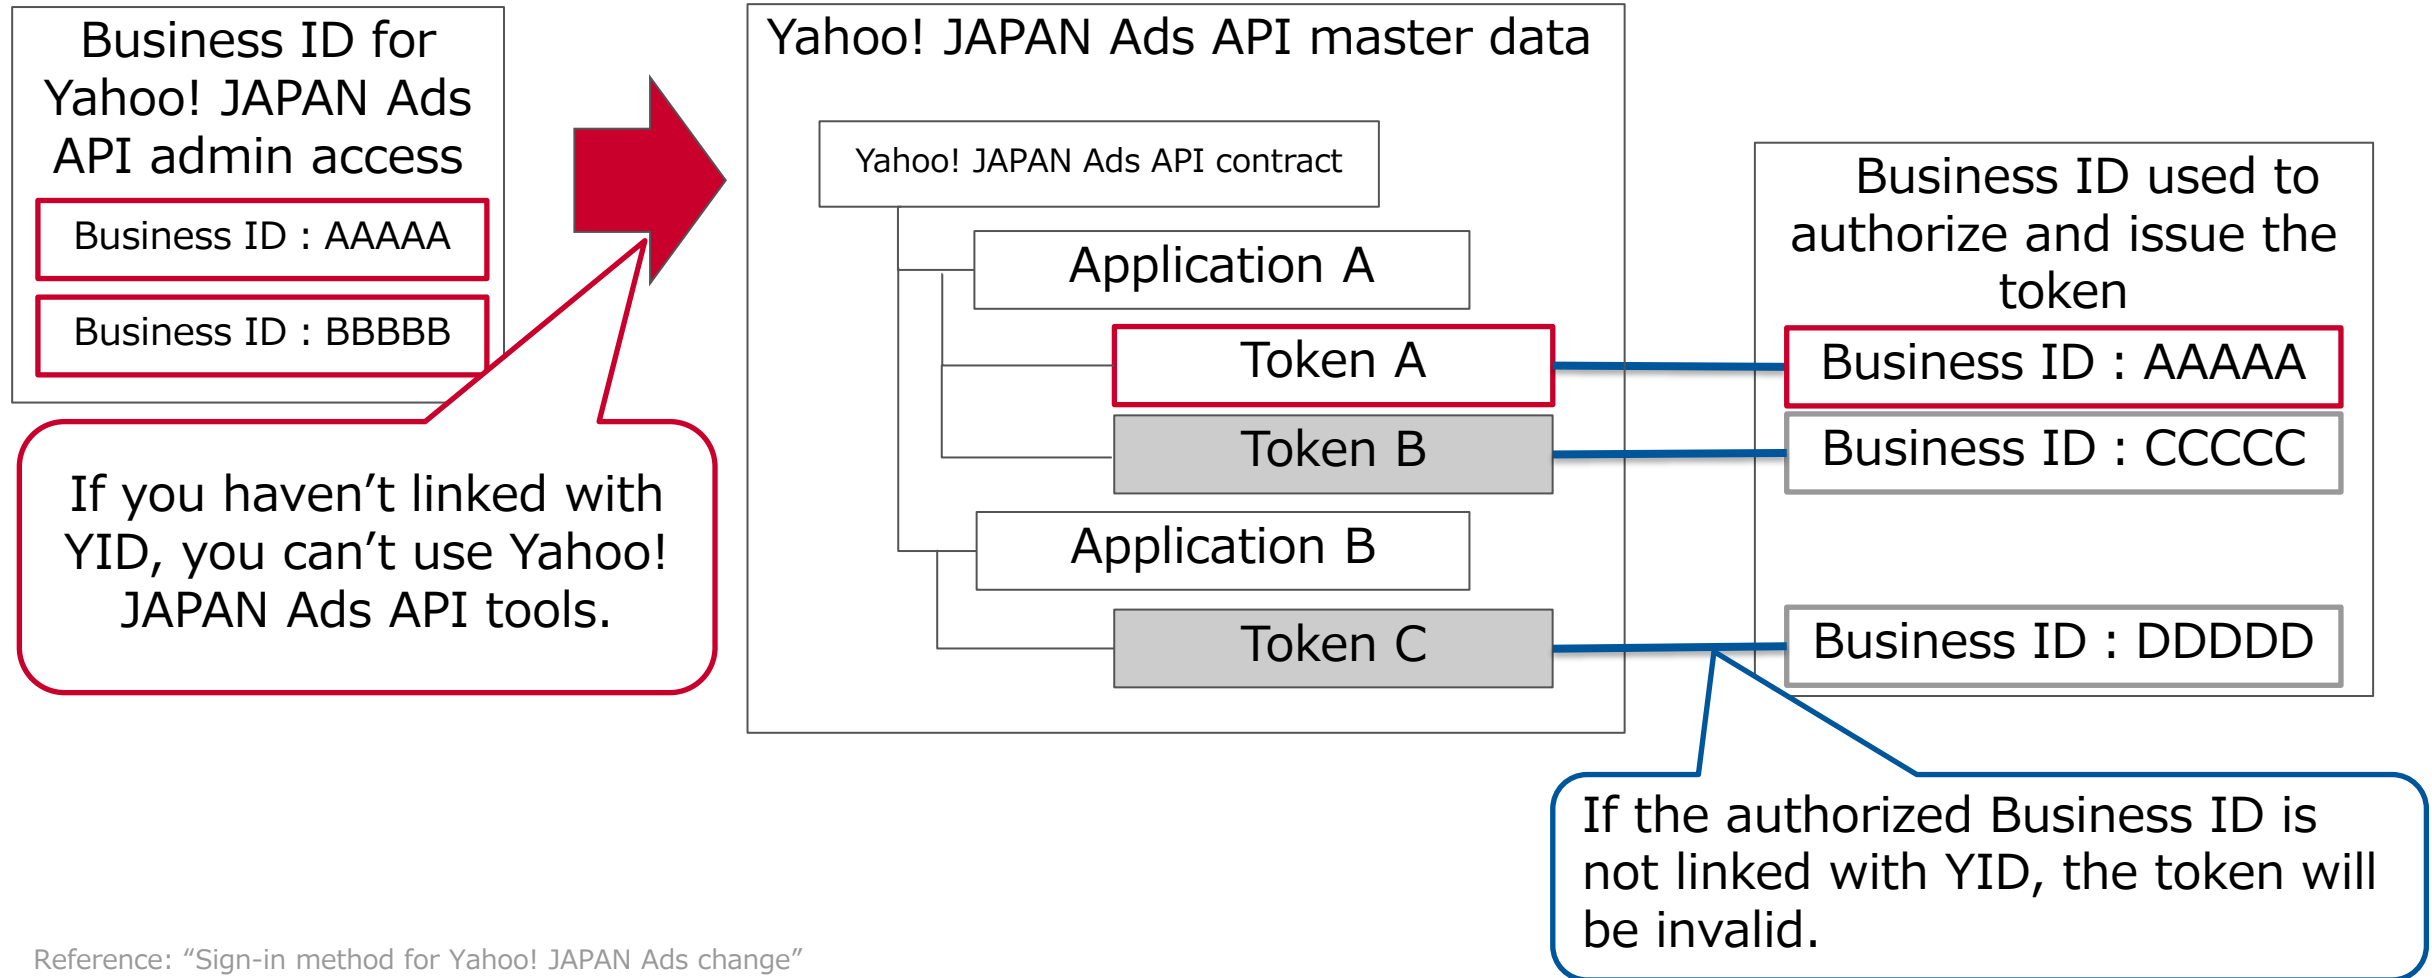 Business ID for
Yahoo! JAPAN Ads
API admin access
Business ID : AAAAA
Business ID : BBBBB
If you haven’t linked with
YID, you can’t use Yahoo!
JAPAN Ads API tools.
Yahoo! JAPAN Ads API master data
Yahoo! JAPAN Ads API contract
Application A
Token A
Token B
Application B
Token C
Business ID used to
authorize and issue the
token
Business ID : AAAAA
Business ID : CCCCC
Business ID : DDDDD
If the authorized Business ID is
not linked with YID, the token will
be invalid.
Reference: “Sign-in method for Yahoo! JAPAN Ads change”